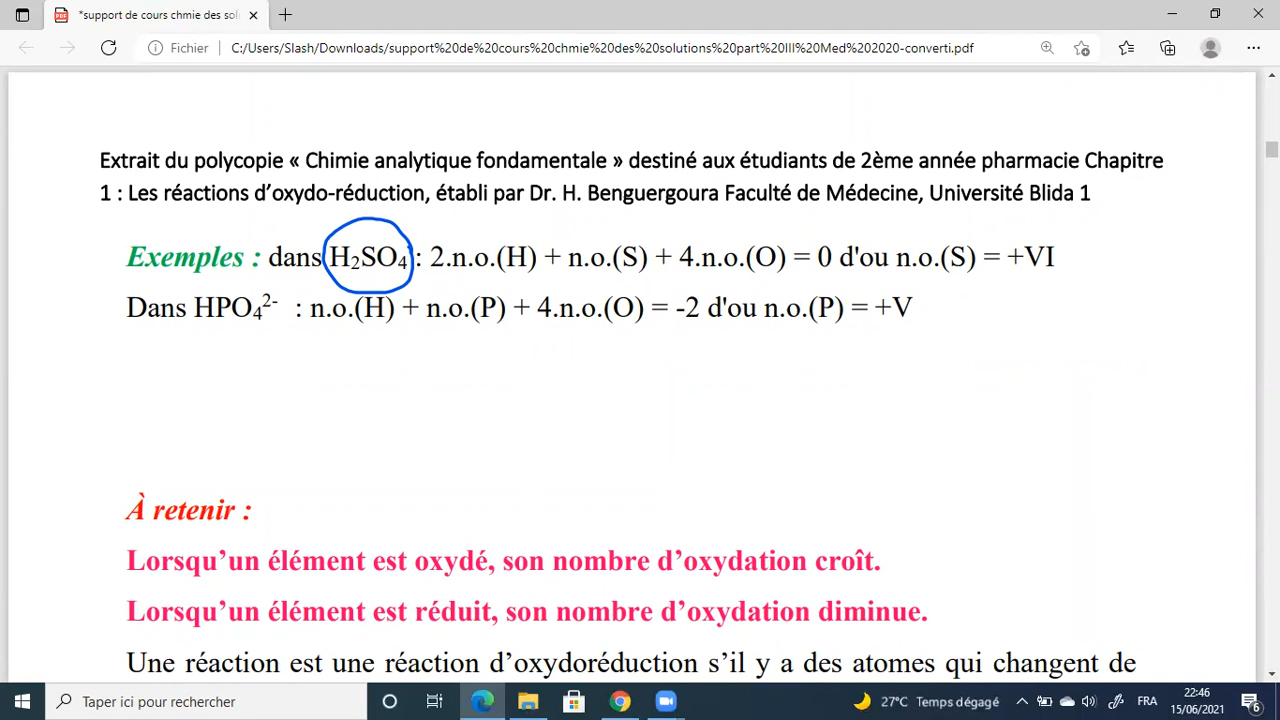 *support de cours chmie des sol
Fichier
C:/Users/Slash/Downloads/support%20de%20cours%20chmie%20des%20solutions%20part%20III%20Med%202020-converti.pdf
Extrait du polycopie « Chimie analytique fondamentale » destiné aux étudiants de 2ème année pharmacie Chapitre
1 : Les réactions d’oxydo-réduction, établi par Dr. H. Benguergoura Faculté de Médecine, Université Blida 1
Exemples : dans H₂SO₄ : 2.n.o.(H) + n.o.(S) + 4.n.o.(O) = 0 d'ou n.o.(S) = +VI
Dans HPO₄²⁻ : n.o.(H) + n.o.(P) + 4.n.o.(O) = -2 d'ou n.o.(P) = +V
À retenir :
Lorsqu’un élément est oxydé, son nombre d’oxydation croît.
Lorsqu’un élément est réduit, son nombre d’oxydation diminue.
Une réaction est une réaction d’oxydoréduction s’il y a des atomes qui changent de
Taper ici pour rechercher
27°C Temps dégagé
FRA
22:46
15/06/2021
6